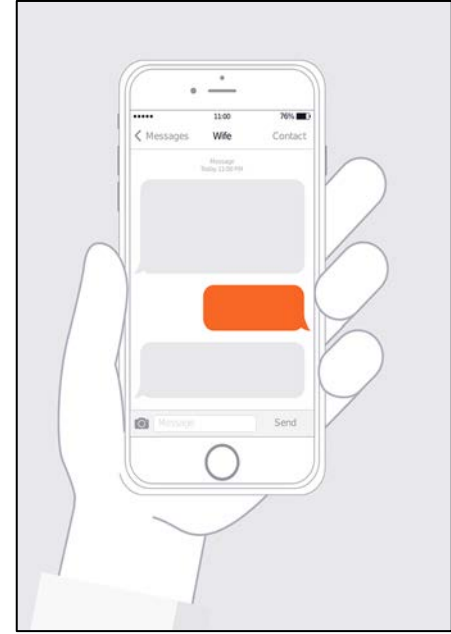 11:00 76%
Messages Wife Contact
Message
Today 11:00 PM
Message Send